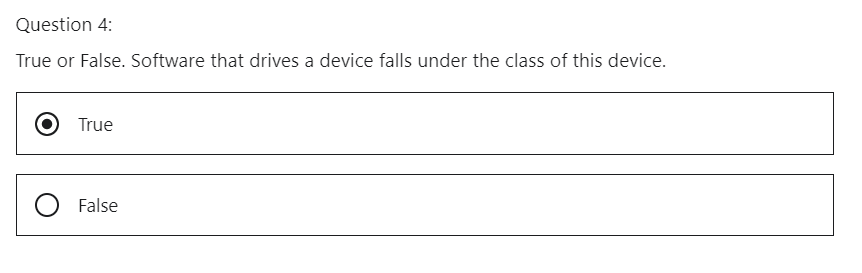 Question 4:
True or False. Software that drives a device falls under the class of this device.
True
False